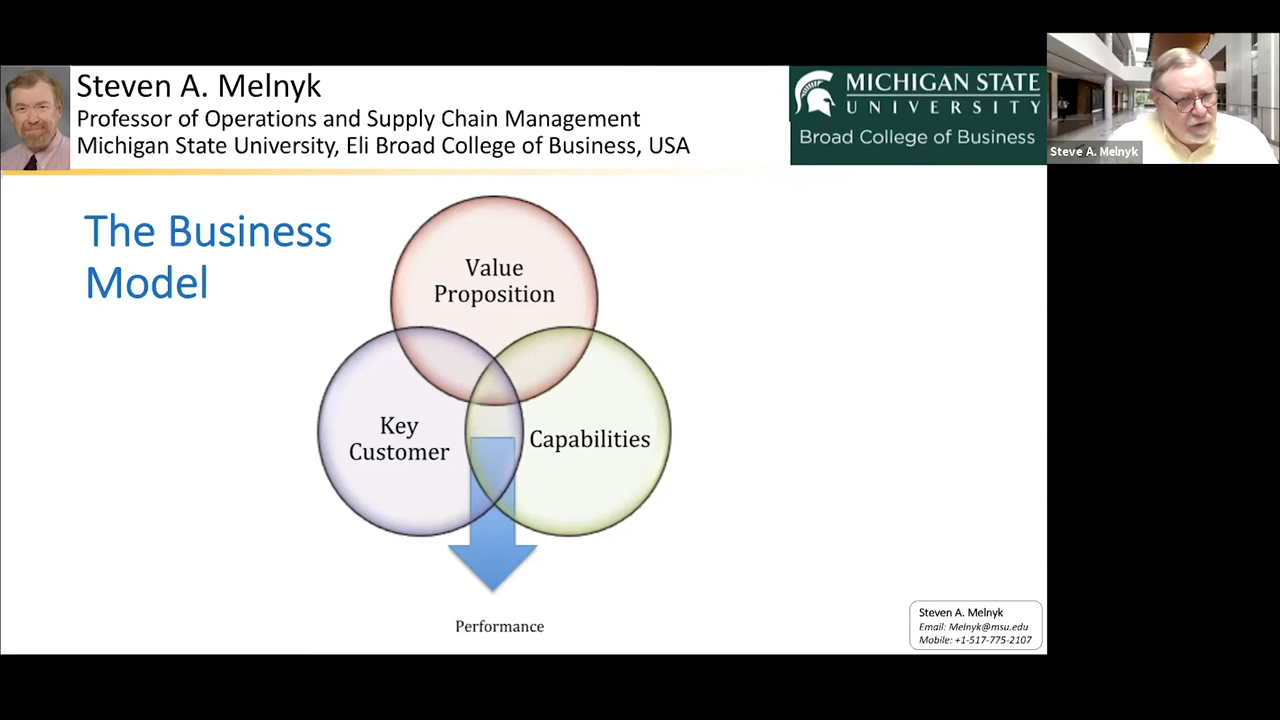 Steven A. Melnyk
Professor of Operations and Supply Chain Management
Michigan State University, Eli Broad College of Business, USA
MICHIGAN STATE
UNIVERSITY
Broad College of Business
Steve A. Melnyk
The Business
Model
Value
Proposition
Key
Customer
Capabilities
Performance
Steven A. Melnyk
Email: Melnyk@msu.edu
Mobile: +1-517-775-2107